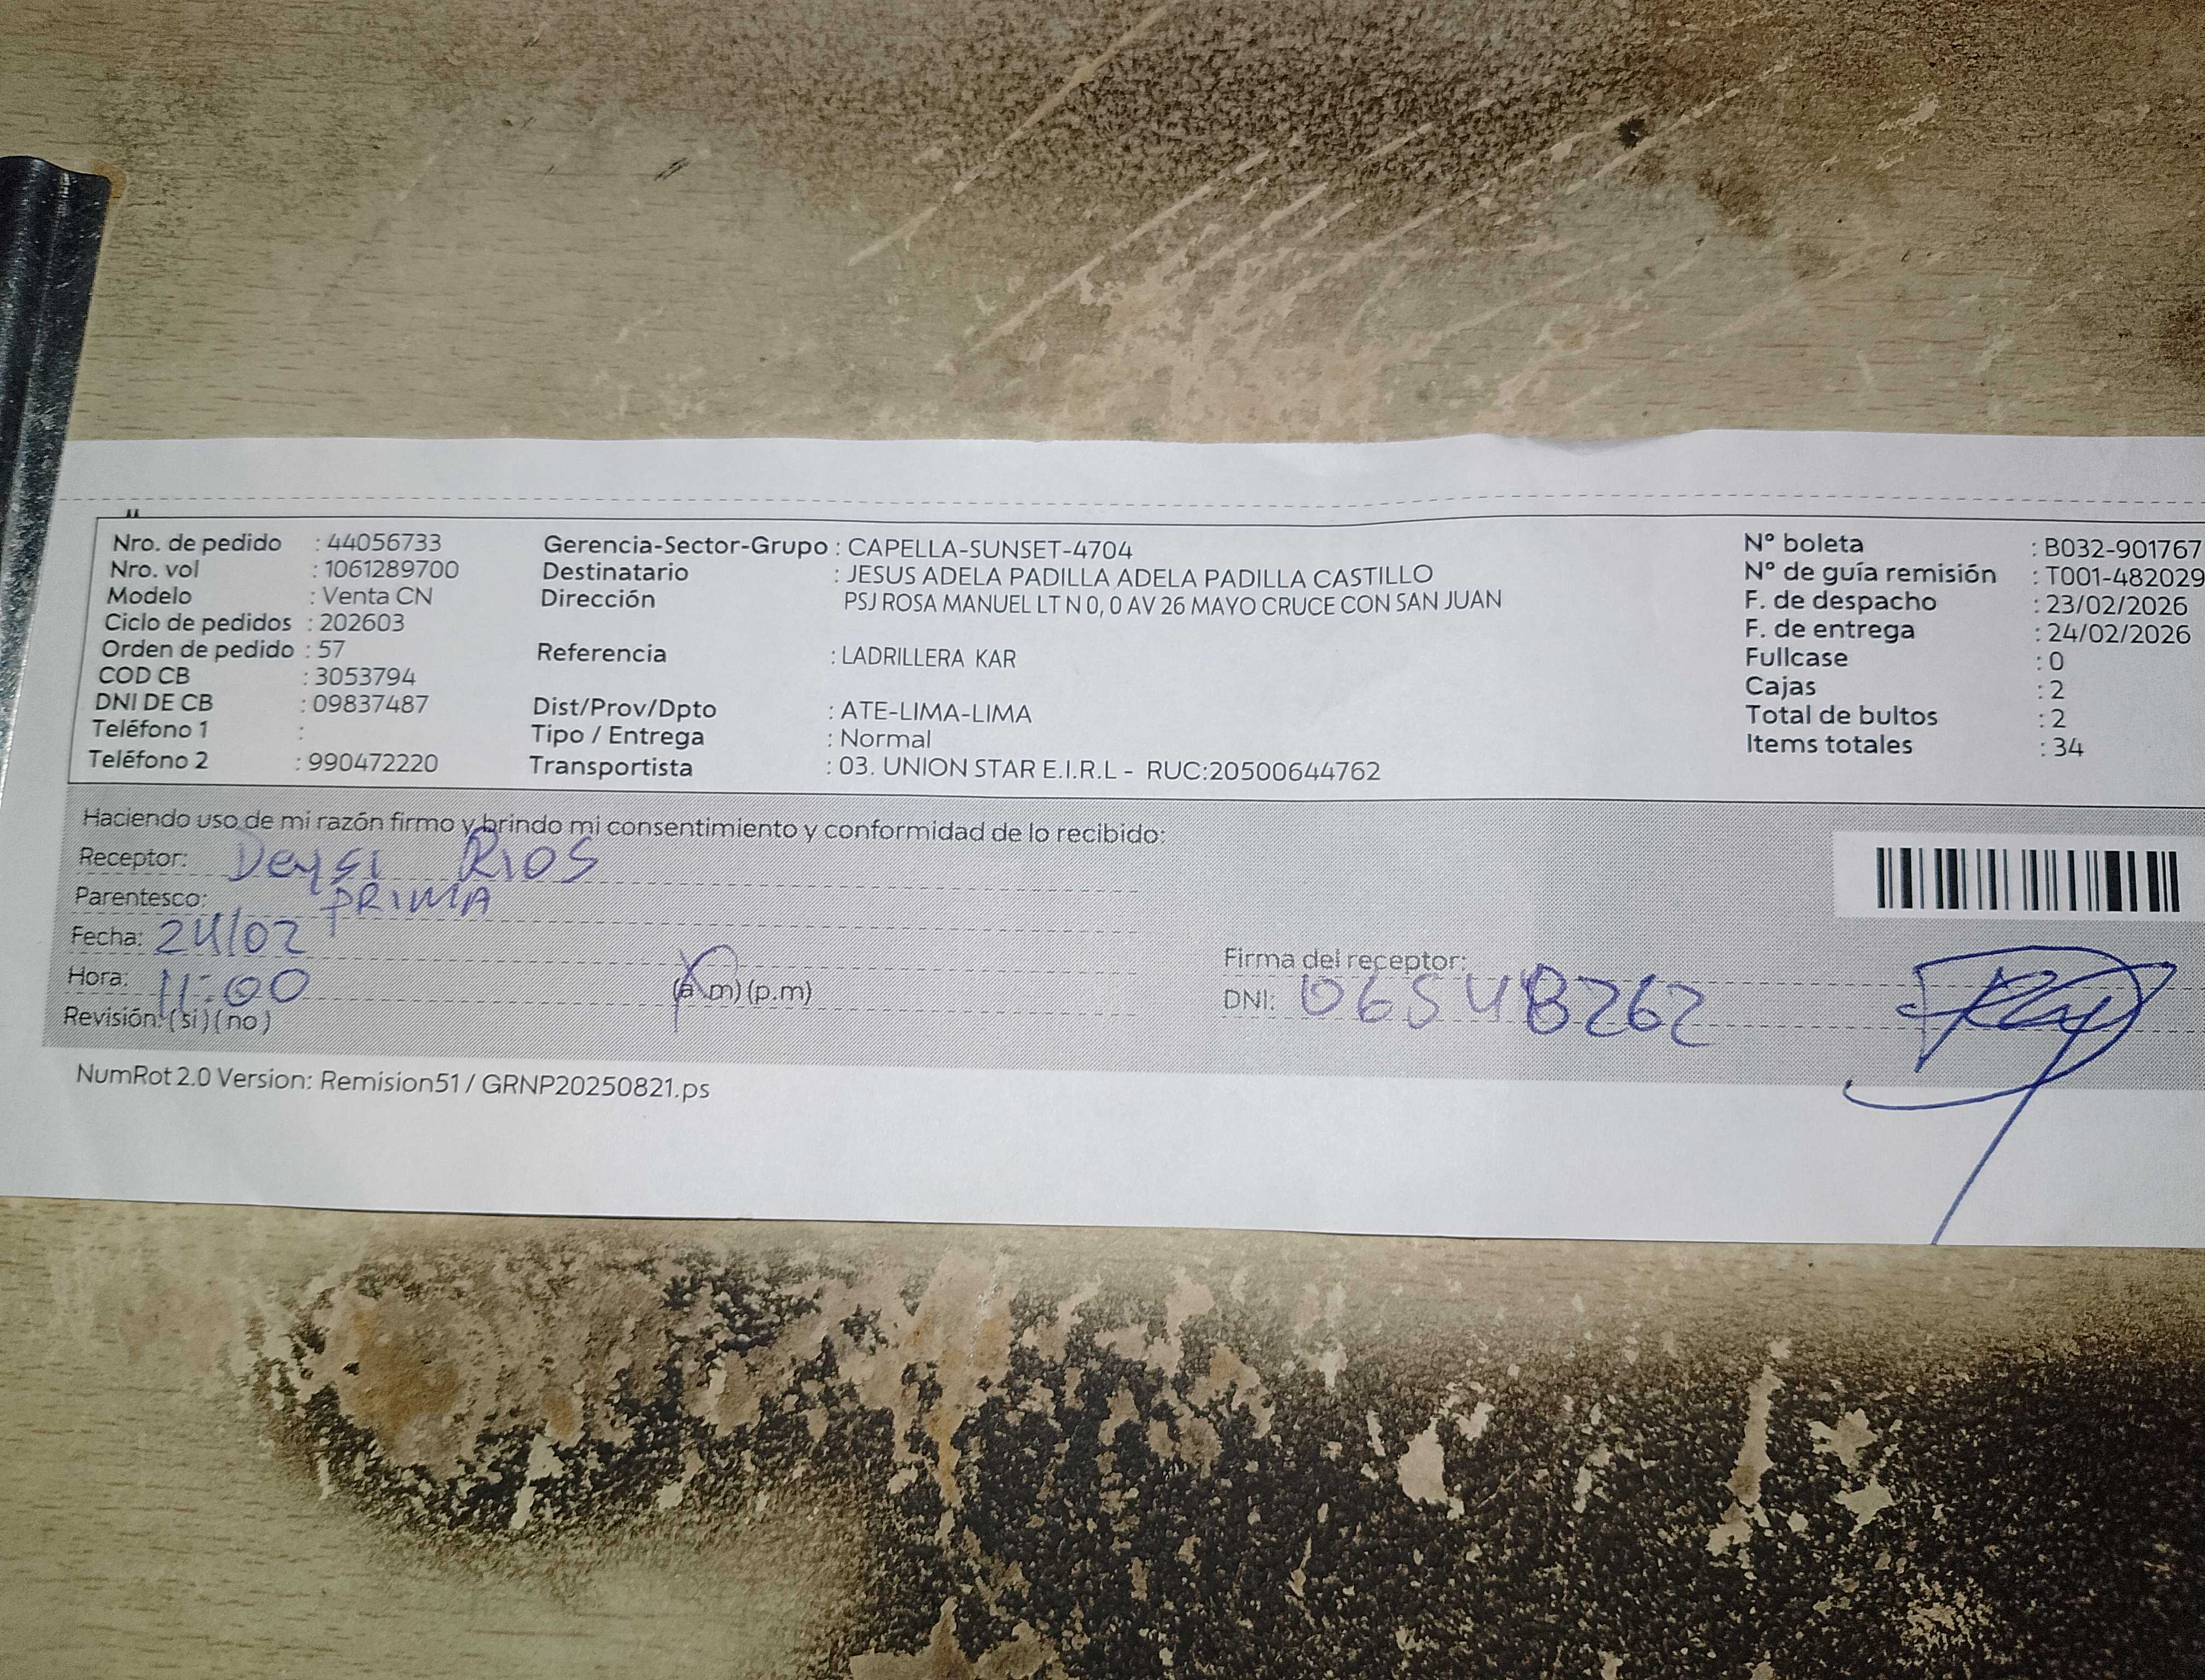 Nro. de pedido : 44056733
Nro. vol : 1061289700
Modelo : Venta CN
Ciclo de pedidos : 202603
Orden de pedido : 57
COD CB : 3053794
DNI DE CB : 09837487
Teléfono 1 :
Teléfono 2 : 990472220
Gerencia-Sector-Grupo : CAPELLA-SUNSET-4704
Destinatario : JESUS ADELA PADILLA ADELA PADILLA CASTILLO
Dirección PSJ ROSA MANUEL LT N 0, 0 AV 26 MAYO CRUCE CON SAN JUAN
Referencia : LADRILLERA KAR
Dist/Prov/Dpto : ATE-LIMA-LIMA
Tipo / Entrega : Normal
Transportista : 03. UNION STAR E.I.R.L - RUC:20500644762
N° boleta : B032-901767
N° de guía remisión : T001-482029
F. de despacho : 23/02/2026
F. de entrega : 24/02/2026
Fullcase : 0
Cajas : 2
Total de bultos : 2
Items totales : 34
Haciendo uso de mi razón firmo y brindo mi consentimiento y conformidad de lo recibido:
Receptor: Deysi RIOS
Parentesco: PRIMA
Fecha: 24/02
Hora: 11:00 (a.m) (p.m)
Revisión: (si) (no)
Firma del receptor:
DNI: 06548262
NumRot 2.0 Version: Remision51 / GRNP20250821.ps